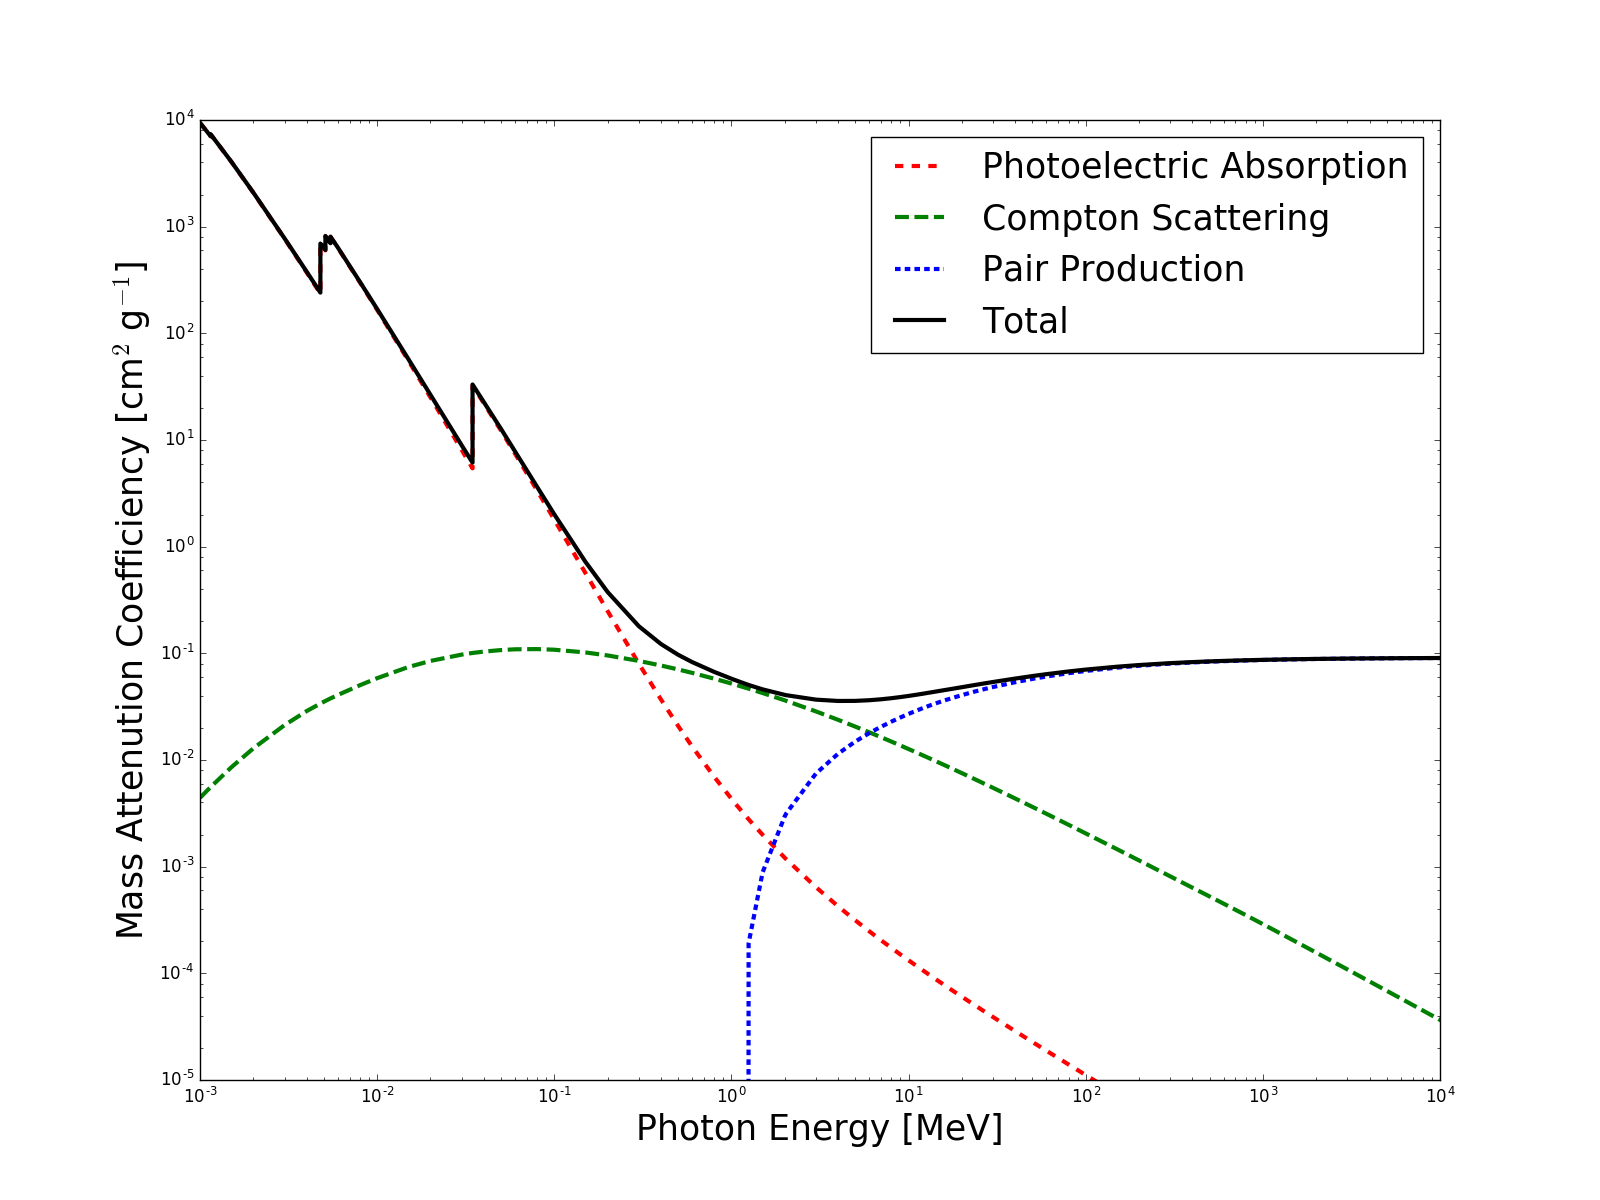 Mass Attenution Coefficiency [cm² g⁻¹]
10⁴
10³
10²
10¹
10⁰
10⁻¹
10⁻²
10⁻³
10⁻⁴
10⁻⁵
Photoelectric Absorption
Compton Scattering
Pair Production
Total
10⁻³ 10⁻² 10⁻¹ 10⁰ 10¹ 10² 10³ 10⁴
Photon Energy [MeV]